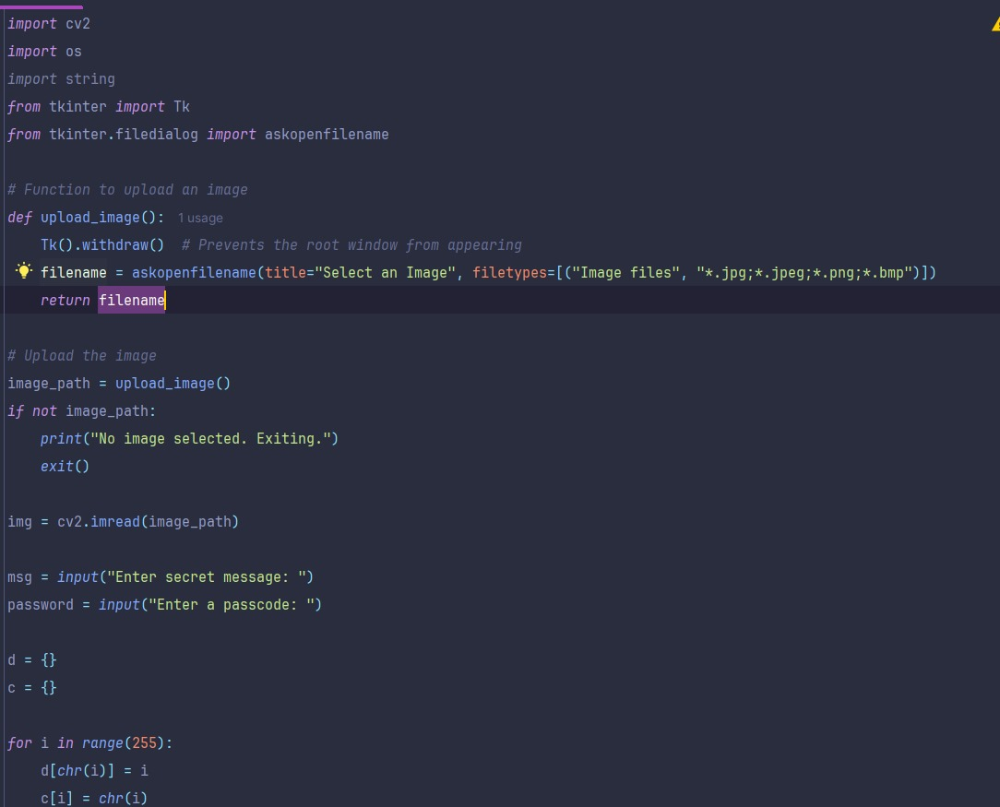 import cv2
import os
import string
from tkinter import Tk
from tkinter.filedialog import askopenfilename
# Function to upload an image
def upload_image(): 1 usage
Tk().withdraw() # Prevents the root window from appearing
filename = askopenfilename(title="Select an Image", filetypes=[("Image files", "*.jpg;*.jpeg;*.png;*.bmp")])
return filename
# Upload the image
image_path = upload_image()
if not image_path:
print("No image selected. Exiting.")
exit()
img = cv2.imread(image_path)
msg = input("Enter secret message: ")
password = input("Enter a passcode: ")
d = {}
c = {}
for i in range(255):
d[chr(i)] = i
c[i] = chr(i)